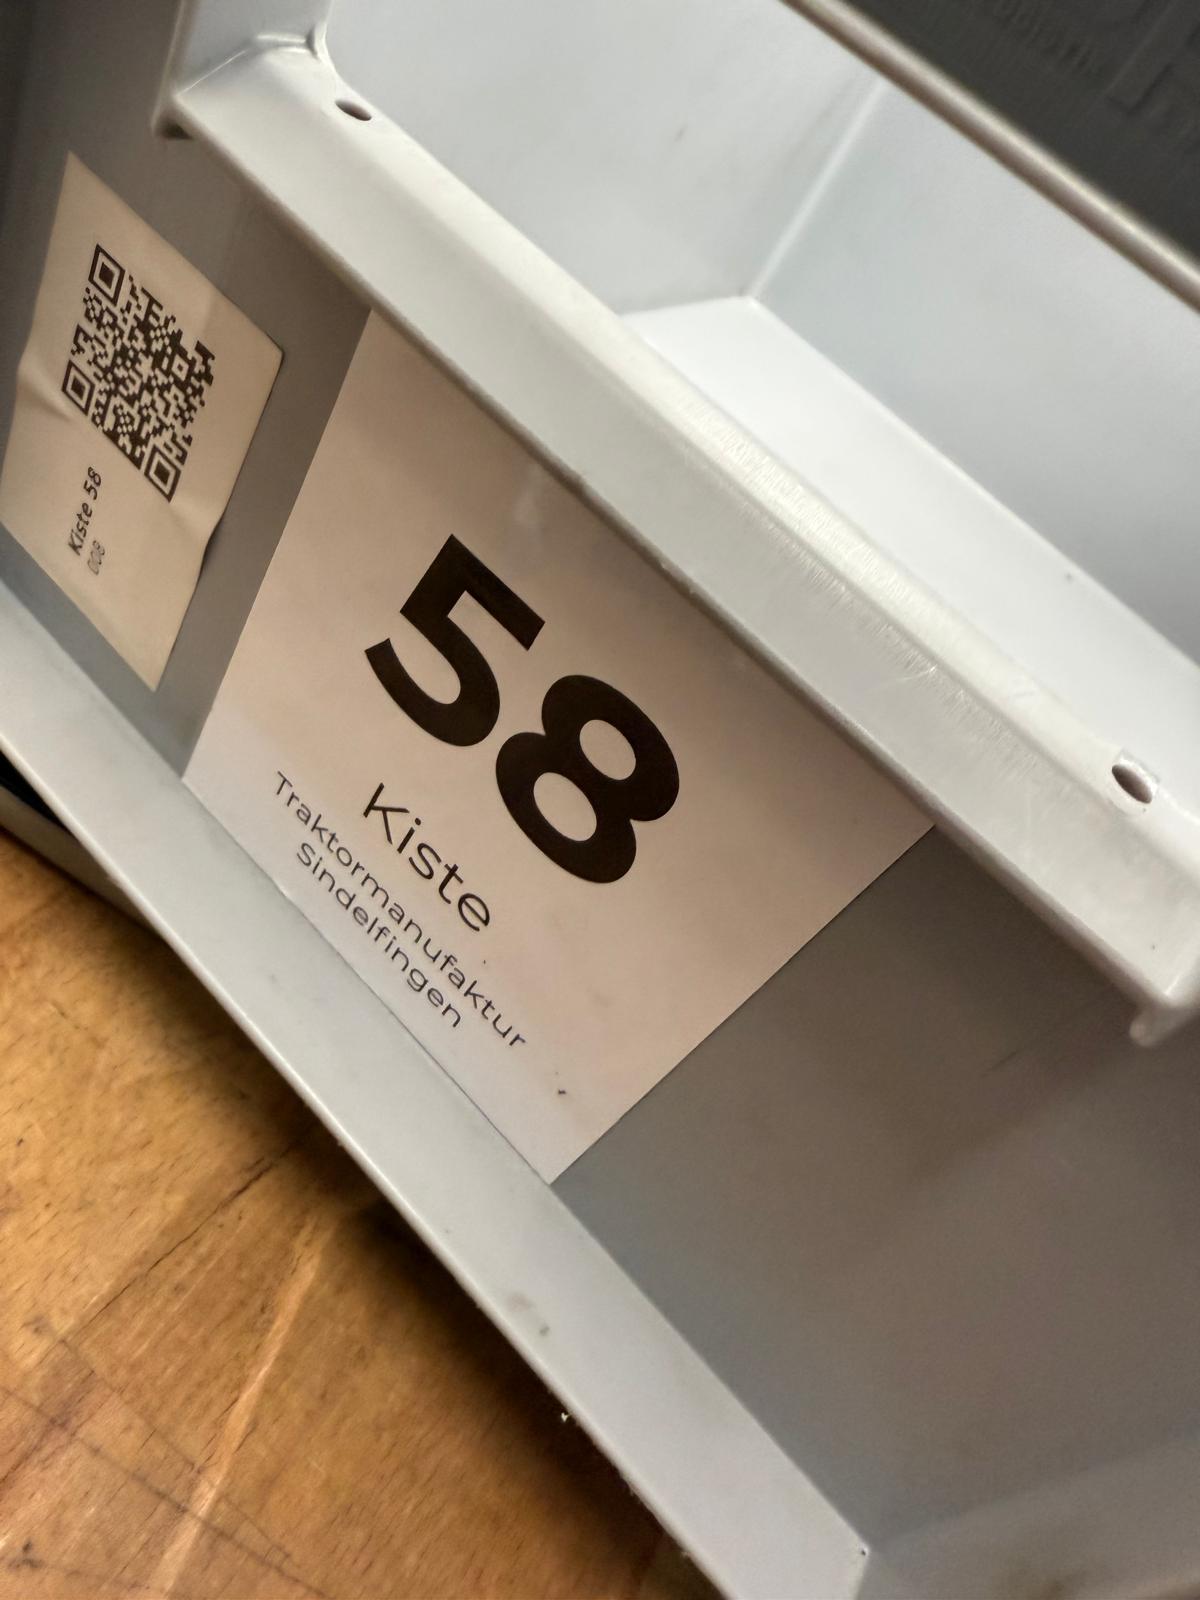 Kiste 58
008
58
Kiste
Traktormanufaktur
Sindelfingen